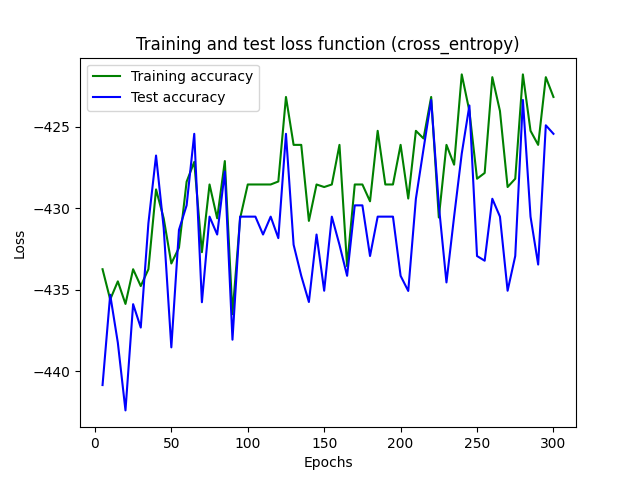 Training and test loss function (cross_entropy)
Training accuracy
Test accuracy
−425
−430
−435
−440
Loss
0 50 100 150 200 250 300
Epochs